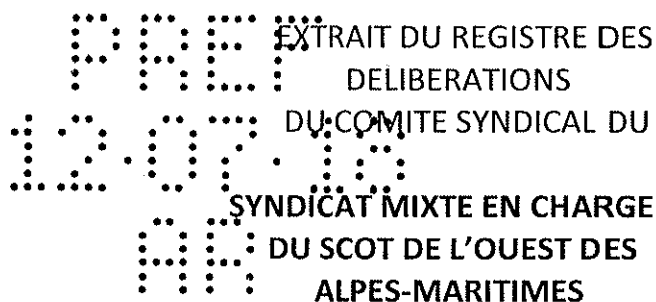 PREF
EXTRAIT DU REGISTRE DES
DELIBERATIONS
12.07.18
DU COMITE SYNDICAL DU
SYNDICAT MIXTE EN CHARGE
AR
DU SCOT DE L'OUEST DES
ALPES-MARITIMES